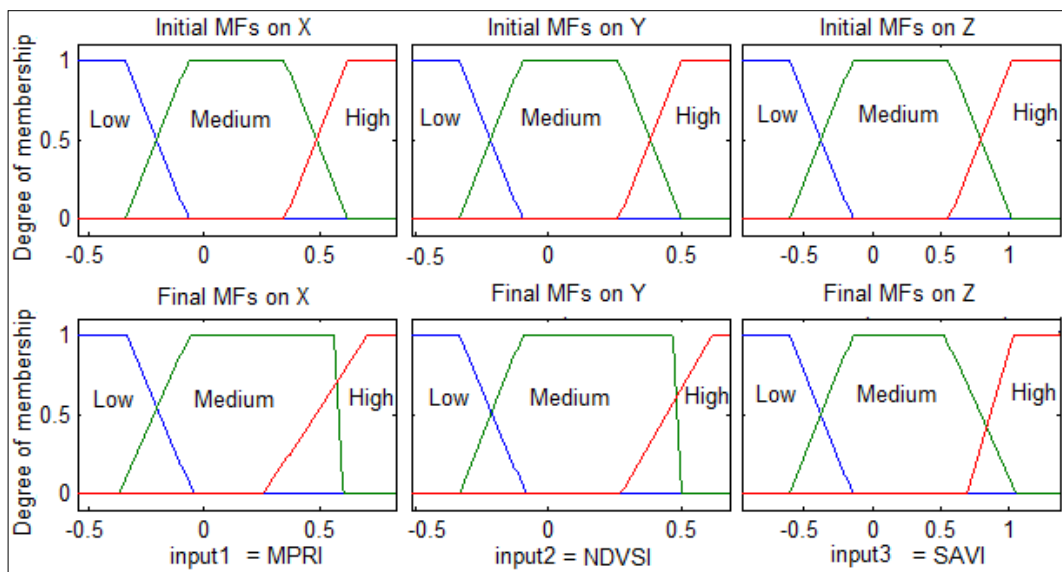 Initial MFs on X
Initial MFs on Y
Initial MFs on Z
Degree of membership
1
0.5
0
Low
Medium
High
Low
Medium
High
Low
Medium
High
-0.5
0
0.5
-0.5
0
0.5
-0.5
0
0.5
1
Final MFs on X
Final MFs on Y
Final MFs on Z
Degree of membership
1
0.5
0
Low
Medium
High
Low
Medium
High
Low
Medium
High
-0.5
0
0.5
-0.5
0
0.5
-0.5
0
0.5
1
input1 = MPRI
input2 = NDVSI
input3 = SAVI